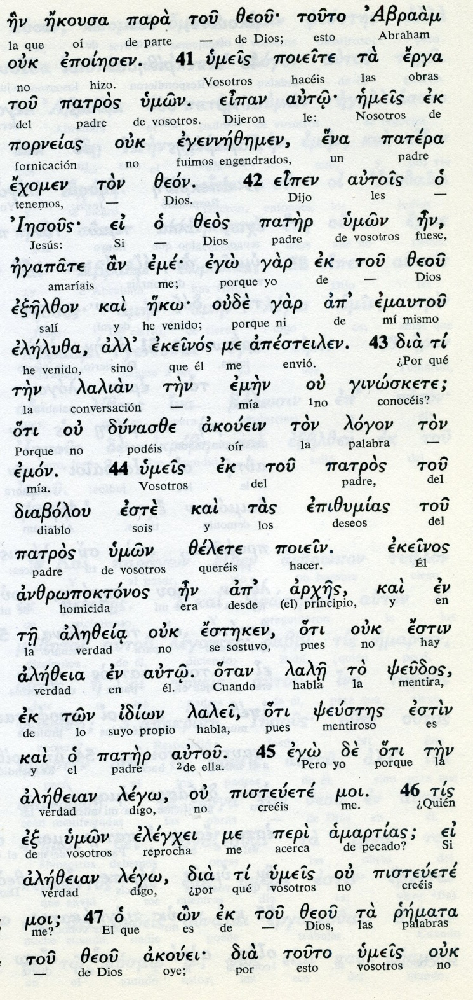 ἣν ἤκουσα παρὰ τοῦ θεοῦ· τοῦτο Ἀβραὰμ
la que oí de parte — de Dios; esto Abraham
οὐκ ἐποίησεν. 41 ὑμεῖς ποιεῖτε τὰ ἔργα
no hizo. Vosotros hacéis las obras
τοῦ πατρὸς ὑμῶν. εἶπαν αὐτῷ· ἡμεῖς ἐκ
del padre de vosotros. Dijeron le: Nosotros de
πορνείας οὐκ ἐγεννήθημεν, ἕνα πατέρα
fornicación no fuimos engendrados, un padre
ἔχομεν τὸν θεόν. 42 εἶπεν αὐτοῖς ὁ
tenemos, — Dios. Dijo les —
Ἰησοῦς· εἰ ὁ θεὸς πατὴρ ὑμῶν ἦν,
Jesús: Si — Dios padre de vosotros fuese,
ἠγαπᾶτε ἂν ἐμέ· ἐγὼ γὰρ ἐκ τοῦ θεοῦ
amaríais me; porque yo de — Dios
ἐξῆλθον καὶ ἥκω· οὐδὲ γὰρ ἀπ' ἐμαυτοῦ
salí he venido; porque ni de mí mismo
ἐλήλυθα, ἀλλ' ἐκεῖνός με ἀπέστειλεν. 43 διὰ τί
he venido, sino que él me envió. ¿Por qué
τὴν λαλιὰν τὴν ἐμὴν οὐ γινώσκετε;
la conversación — mía ¹no conocéis?
ὅτι οὐ δύνασθε ἀκούειν τὸν λόγον τὸν
Porque no podéis oír la palabra —
ἐμόν. 44 ὑμεῖς ἐκ τοῦ πατρὸς τοῦ
mía. Vosotros del padre, del
διαβόλου ἐστὲ καὶ τὰς ἐπιθυμίας τοῦ
diablo sois y los deseos del
πατρὸς ὑμῶν θέλετε ποιεῖν. ἐκεῖνος
padre de vosotros queréis hacer. Él
ἀνθρωποκτόνος ἦν ἀπ' ἀρχῆς, καὶ ἐν
homicida era desde (el) principio, y en
τῇ ἀληθείᾳ οὐκ ἔστηκεν, ὅτι οὐκ ἔστιν
la verdad no se sostuvo, pues no hay
ἀλήθεια ἐν αὐτῷ. ὅταν λαλῇ τὸ ψεῦδος,
verdad en él. Cuando habla la mentira,
ἐκ τῶν ἰδίων λαλεῖ, ὅτι ψεύστης ἐστὶν
de lo suyo propio habla, pues mentiroso es
καὶ ὁ πατὴρ αὐτοῦ. 45 ἐγὼ δὲ ὅτι τὴν
y el padre ²de ella. Pero yo porque la
ἀλήθειαν λέγω, οὐ πιστεύετέ μοι. 46 τίς
verdad digo, no creéis me. ¿Quién
ἐξ ὑμῶν ἐλέγχει με περὶ ἁμαρτίας; εἰ
de vosotros reprocha me acerca de pecado? Si
ἀλήθειαν λέγω, διὰ τί ὑμεῖς οὐ πιστεύετέ
verdad digo, ¿por qué vosotros no creéis
μοι; 47 ὁ ὢν ἐκ τοῦ θεοῦ τὰ ῥήματα
me? El que es de — Dios, las palabras
τοῦ θεοῦ ἀκούει· διὰ τοῦτο ὑμεῖς οὐκ
— de Dios oye; por esto vosotros no